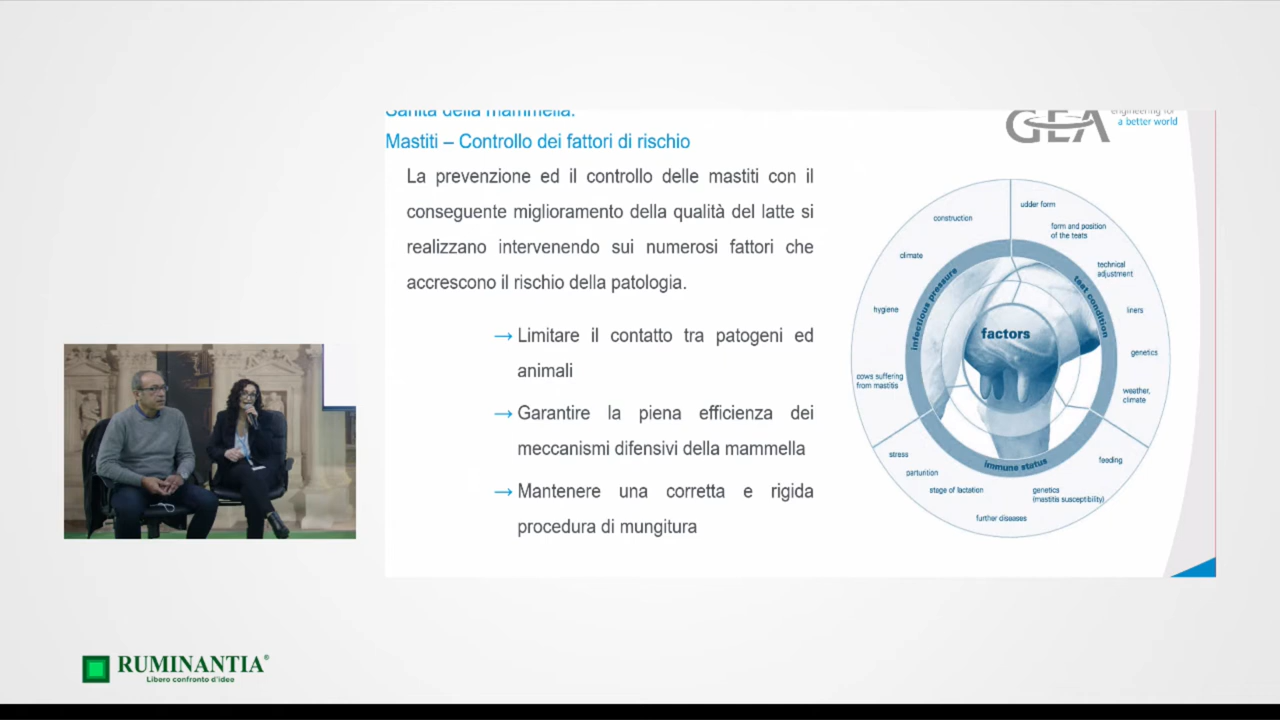 Sanità della mammella:
Mastiti – Controllo dei fattori di rischio
La prevenzione ed il controllo delle mastiti con il
conseguente miglioramento della qualità del latte si
realizzano intervenendo sui numerosi fattori che
accrescono il rischio della patologia.
→ Limitare il contatto tra patogeni ed
animali
→ Garantire la piena efficienza dei
meccanismi difensivi della mammella
→ Mantenere una corretta e rigida
procedura di mungitura
GEA
engineering for
a better world
udder form
form and position
of the teats
technical
adjustment
liners
genetics
weather,
climate
feeding
genetics
(mastitis susceptibility)
further diseases
stage of lactation
parturition
stress
cows suffering
from mastitis
hygiene
climate
construction
infectious pressure
teat condition
immune status
factors
RUMINANTIA®
Libero confronto d'idee